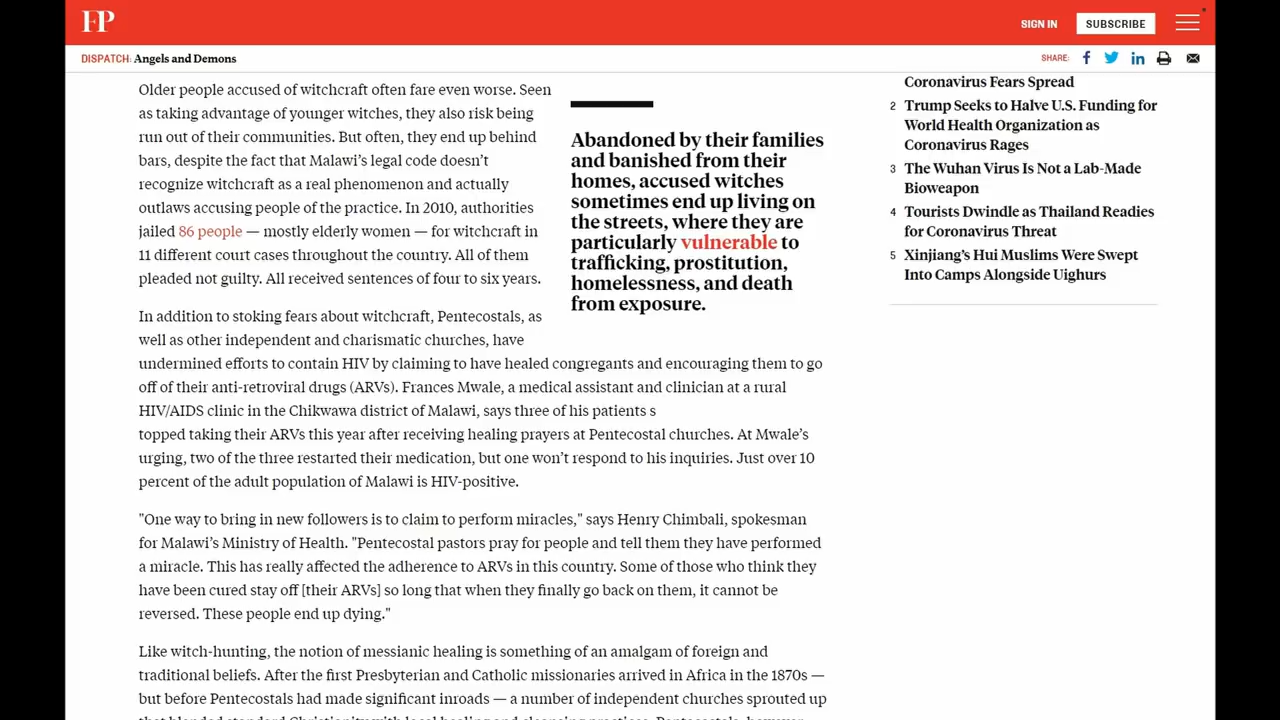 FP
SIGN IN
SUBSCRIBE
DISPATCH: Angels and Demons
SHARE:
Older people accused of witchcraft often fare even worse. Seen
as taking advantage of younger witches, they also risk being
run out of their communities. But often, they end up behind
bars, despite the fact that Malawi’s legal code doesn’t
recognize witchcraft as a real phenomenon and actually
outlaws accusing people of the practice. In 2010, authorities
jailed 86 people — mostly elderly women — for witchcraft in
11 different court cases throughout the country. All of them
pleaded not guilty. All received sentences of four to six years.
Abandoned by their families
and banished from their
homes, accused witches
sometimes end up living on
the streets, where they are
particularly vulnerable to
trafficking, prostitution,
homelessness, and death
from exposure.
In addition to stoking fears about witchcraft, Pentecostals, as
well as other independent and charismatic churches, have
undermined efforts to contain HIV by claiming to have healed congregants and encouraging them to go
off of their anti-retroviral drugs (ARVs). Frances Mwale, a medical assistant and clinician at a rural
HIV/AIDS clinic in the Chikwawa district of Malawi, says three of his patients s
topped taking their ARVs this year after receiving healing prayers at Pentecostal churches. At Mwale’s
urging, two of the three restarted their medication, but one won’t respond to his inquiries. Just over 10
percent of the adult population of Malawi is HIV-positive.
"One way to bring in new followers is to claim to perform miracles," says Henry Chimbali, spokesman
for Malawi’s Ministry of Health. "Pentecostal pastors pray for people and tell them they have performed
a miracle. This has really affected the adherence to ARVs in this country. Some of those who think they
have been cured stay off [their ARVs] so long that when they finally go back on them, it cannot be
reversed. These people end up dying."
Like witch-hunting, the notion of messianic healing is something of an amalgam of foreign and
traditional beliefs. After the first Presbyterian and Catholic missionaries arrived in Africa in the 1870s —
but before Pentecostals had made significant inroads — a number of independent churches sprouted up
that blended standard Christianity with local healing and cleansing practices. Pentecostals, however,
Coronavirus Fears Spread
2 Trump Seeks to Halve U.S. Funding for
World Health Organization as
Coronavirus Rages
3 The Wuhan Virus Is Not a Lab-Made
Bioweapon
4 Tourists Dwindle as Thailand Readies
for Coronavirus Threat
5 Xinjiang’s Hui Muslims Were Swept
Into Camps Alongside Uighurs